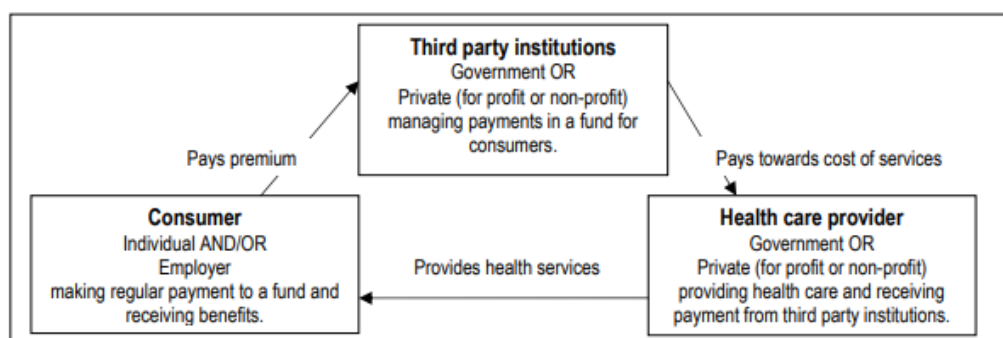 Third party institutions
Government OR
Private (for profit or non-profit)
managing payments in a fund for
consumers.
Pays premium
Pays towards cost of services
Consumer
Individual AND/OR
Employer
making regular payment to a fund and
receiving benefits.
Provides health services
Health care provider
Government OR
Private (for profit or non-profit)
providing health care and receiving
payment from third party institutions.